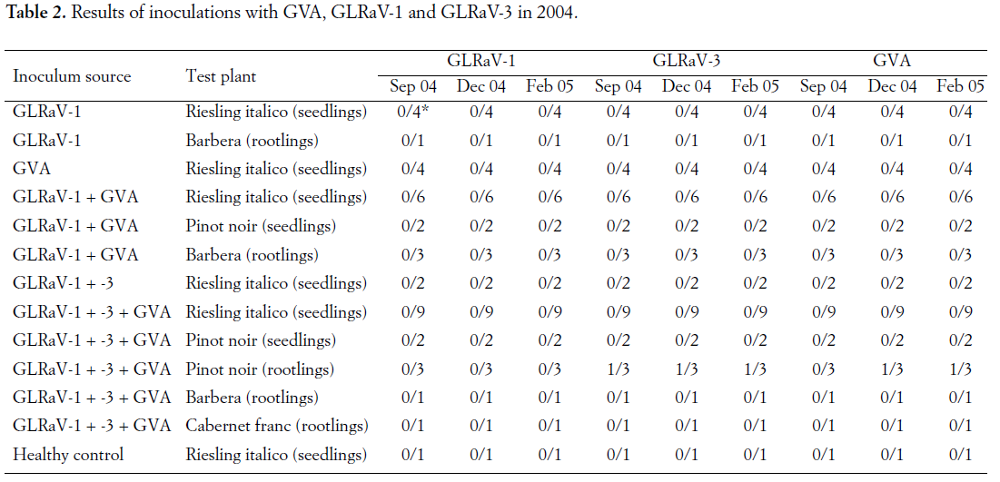 Table 2. Results of inoculations with GVA, GLRaV-1 and GLRaV-3 in 2004.
Inoculum source Test plant GLRaV-1 GLRaV-3 GVA
Sep 04 Dec 04 Feb 05 Sep 04 Dec 04 Feb 05 Sep 04 Dec 04 Feb 05
GLRaV-1 Riesling italico (seedlings) 0/4* 0/4 0/4 0/4 0/4 0/4 0/4 0/4 0/4
GLRaV-1 Barbera (rootlings) 0/1 0/1 0/1 0/1 0/1 0/1 0/1 0/1 0/1
GVA Riesling italico (seedlings) 0/4 0/4 0/4 0/4 0/4 0/4 0/4 0/4 0/4
GLRaV-1 + GVA Riesling italico (seedlings) 0/6 0/6 0/6 0/6 0/6 0/6 0/6 0/6 0/6
GLRaV-1 + GVA Pinot noir (seedlings) 0/2 0/2 0/2 0/2 0/2 0/2 0/2 0/2 0/2
GLRaV-1 + GVA Barbera (rootlings) 0/3 0/3 0/3 0/3 0/3 0/3 0/3 0/3 0/3
GLRaV-1 + -3 Riesling italico (seedlings) 0/2 0/2 0/2 0/2 0/2 0/2 0/2 0/2 0/2
GLRaV-1 + -3 + GVA Riesling italico (seedlings) 0/9 0/9 0/9 0/9 0/9 0/9 0/9 0/9 0/9
GLRaV-1 + -3 + GVA Pinot noir (seedlings) 0/2 0/2 0/2 0/2 0/2 0/2 0/2 0/2 0/2
GLRaV-1 + -3 + GVA Pinot noir (rootlings) 0/3 0/3 0/3 1/3 1/3 1/3 0/3 1/3 1/3
GLRaV-1 + -3 + GVA Barbera (rootlings) 0/1 0/1 0/1 0/1 0/1 0/1 0/1 0/1 0/1
GLRaV-1 + -3 + GVA Cabernet franc (rootlings) 0/1 0/1 0/1 0/1 0/1 0/1 0/1 0/1 0/1
Healthy control Riesling italico (seedlings) 0/1 0/1 0/1 0/1 0/1 0/1 0/1 0/1 0/1